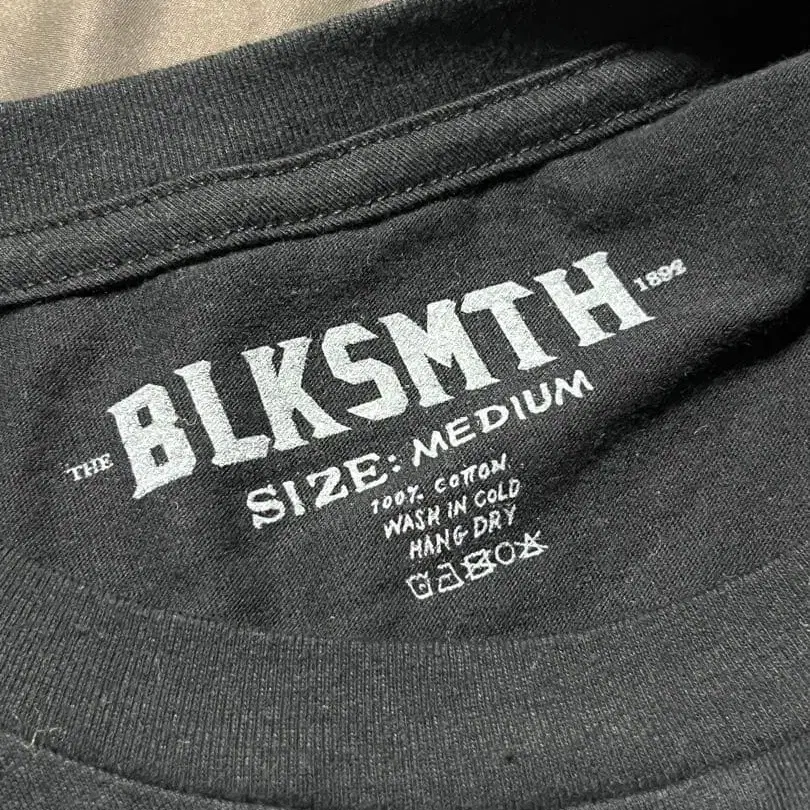 THE BLKSMTH 1892
SIZE: MEDIUM
100% COTTON
WASH IN COLD
HANG DRY